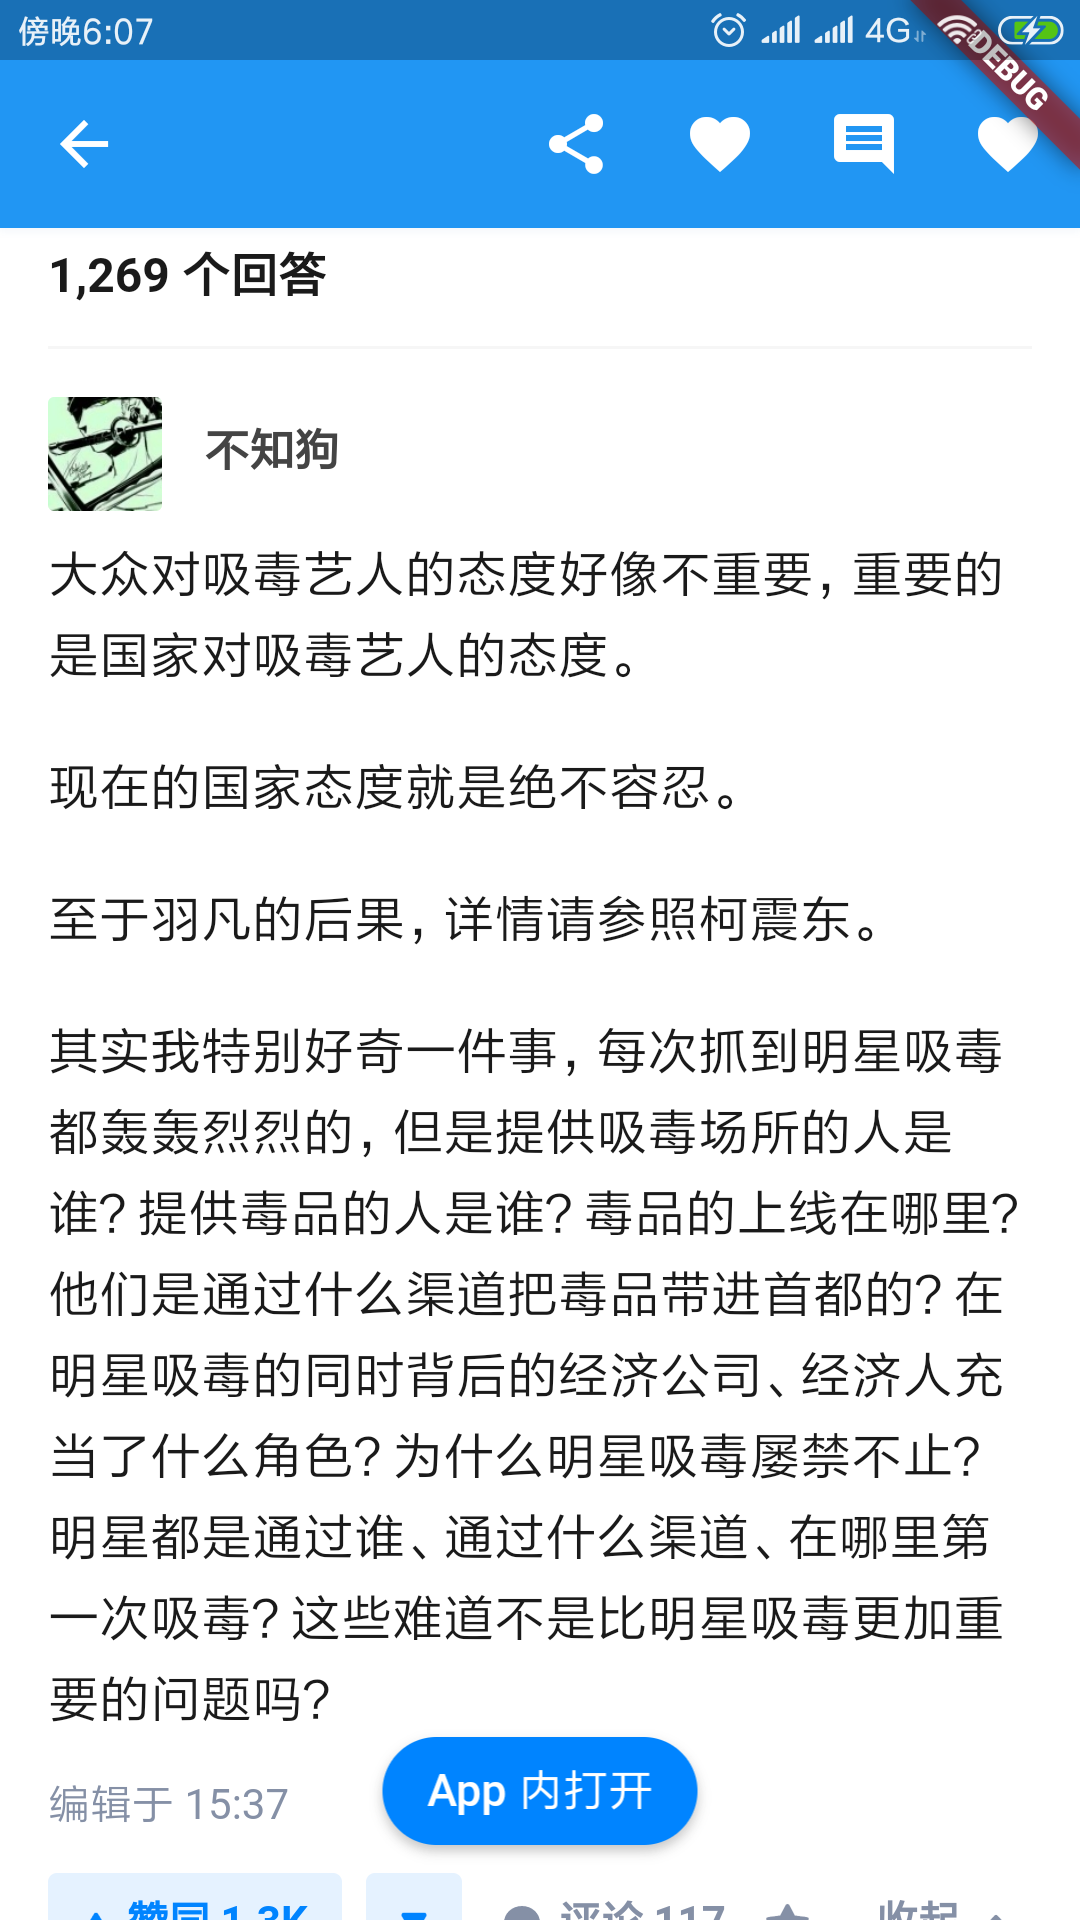 傍晚6:07
4G
DEBUG
1,269 个回答
不知狗
大众对吸毒艺人的态度好像不重要，重要的
是国家对吸毒艺人的态度。
现在的国家态度就是绝不容忍。
至于羽凡的后果，详情请参照柯震东。
其实我特别好奇一件事，每次抓到明星吸毒
都轰轰烈烈的，但是提供吸毒场所的人是
谁？提供毒品的人是谁？毒品的上线在哪里？
他们是通过什么渠道把毒品带进首都的？在
明星吸毒的同时背后的经济公司、经济人充
当了什么角色？为什么明星吸毒屡禁不止？
明星都是通过谁、通过什么渠道、在哪里第
一次吸毒？这些难道不是比明星吸毒更加重
要的问题吗？
编辑于 15:37
App 内打开
赞同 1.3K
评论 117
收起